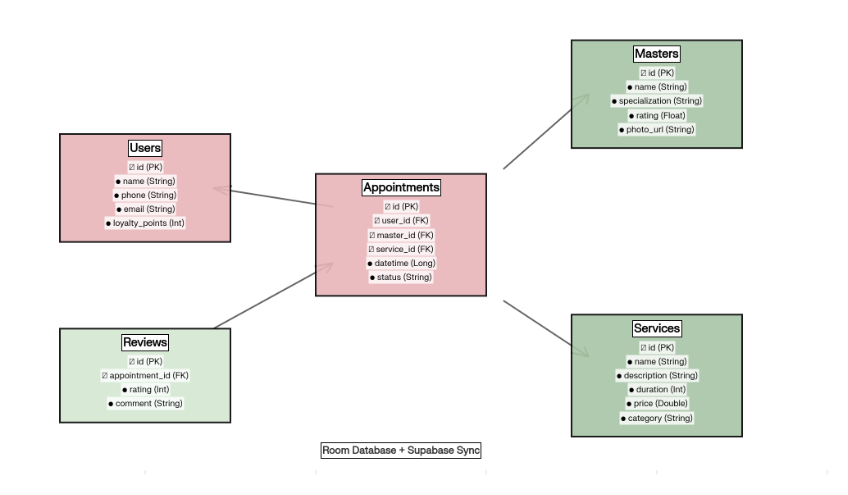 Masters
☒ id (PK)
● name (String)
● specialization (String)
● rating (Float)
● photo_url (String)
Users
☒ id (PK)
● name (String)
● phone (String)
● email (String)
● loyalty_points (Int)
Appointments
☒ id (PK)
☒ user_id (FK)
☒ master_id (FK)
☒ service_id (FK)
● datetime (Long)
● status (String)
Reviews
☒ id (PK)
☒ appointment_id (FK)
● rating (Int)
● comment (String)
Services
☒ id (PK)
● name (String)
● description (String)
● duration (Int)
● price (Double)
● category (String)
Room Database + Supabase Sync